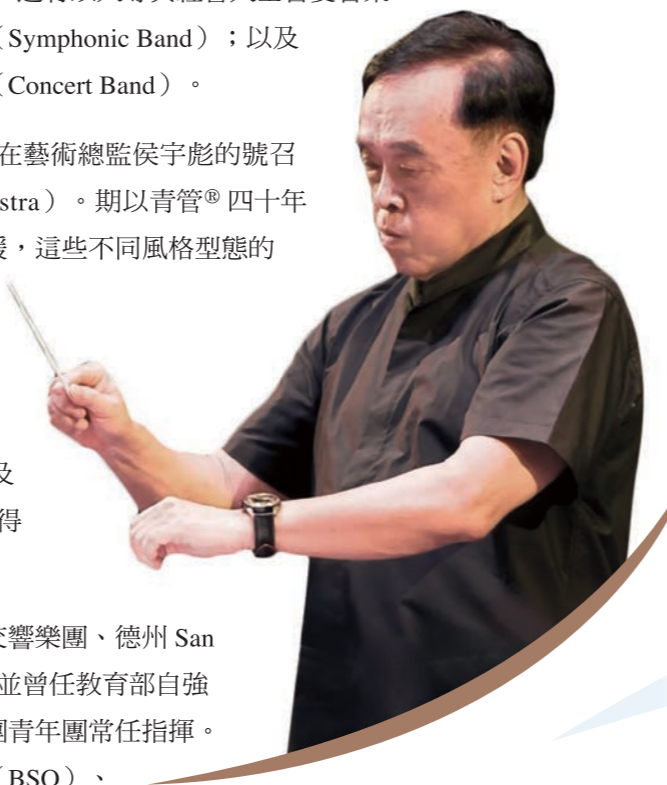 （Symphonic Band）；以及
（Concert Band）。
在藝術總監侯宇彪的號召
stra）。期以青管® 四十年
，這些不同風格型態的
及
得
交響樂團、德州 San
並曾任教育部自強
團青年團常任指揮。
（BSO）、